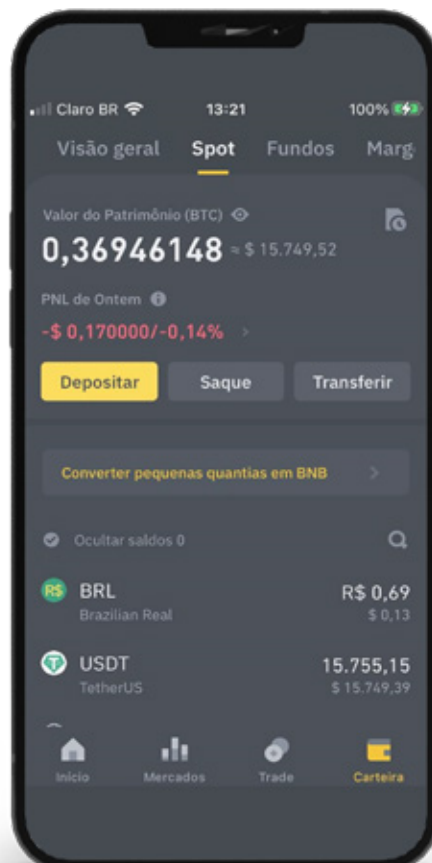 Claro BR 13:21 100%
Visão geral Spot Fundos Marg
Valor do Patrimônio (BTC)
0,36946148 ≈ $ 15.749,52
PNL de Ontem
-$ 0,170000/-0,14%
Depositar Saque Transferir
Converter pequenas quantias em BNB
Ocultar saldos 0
R$ BRL R$ 0,69
Brazilian Real $ 0,13
USDT 15.755,15
TetherUS $ 15.749,39
Início Mercados Trade Carteira